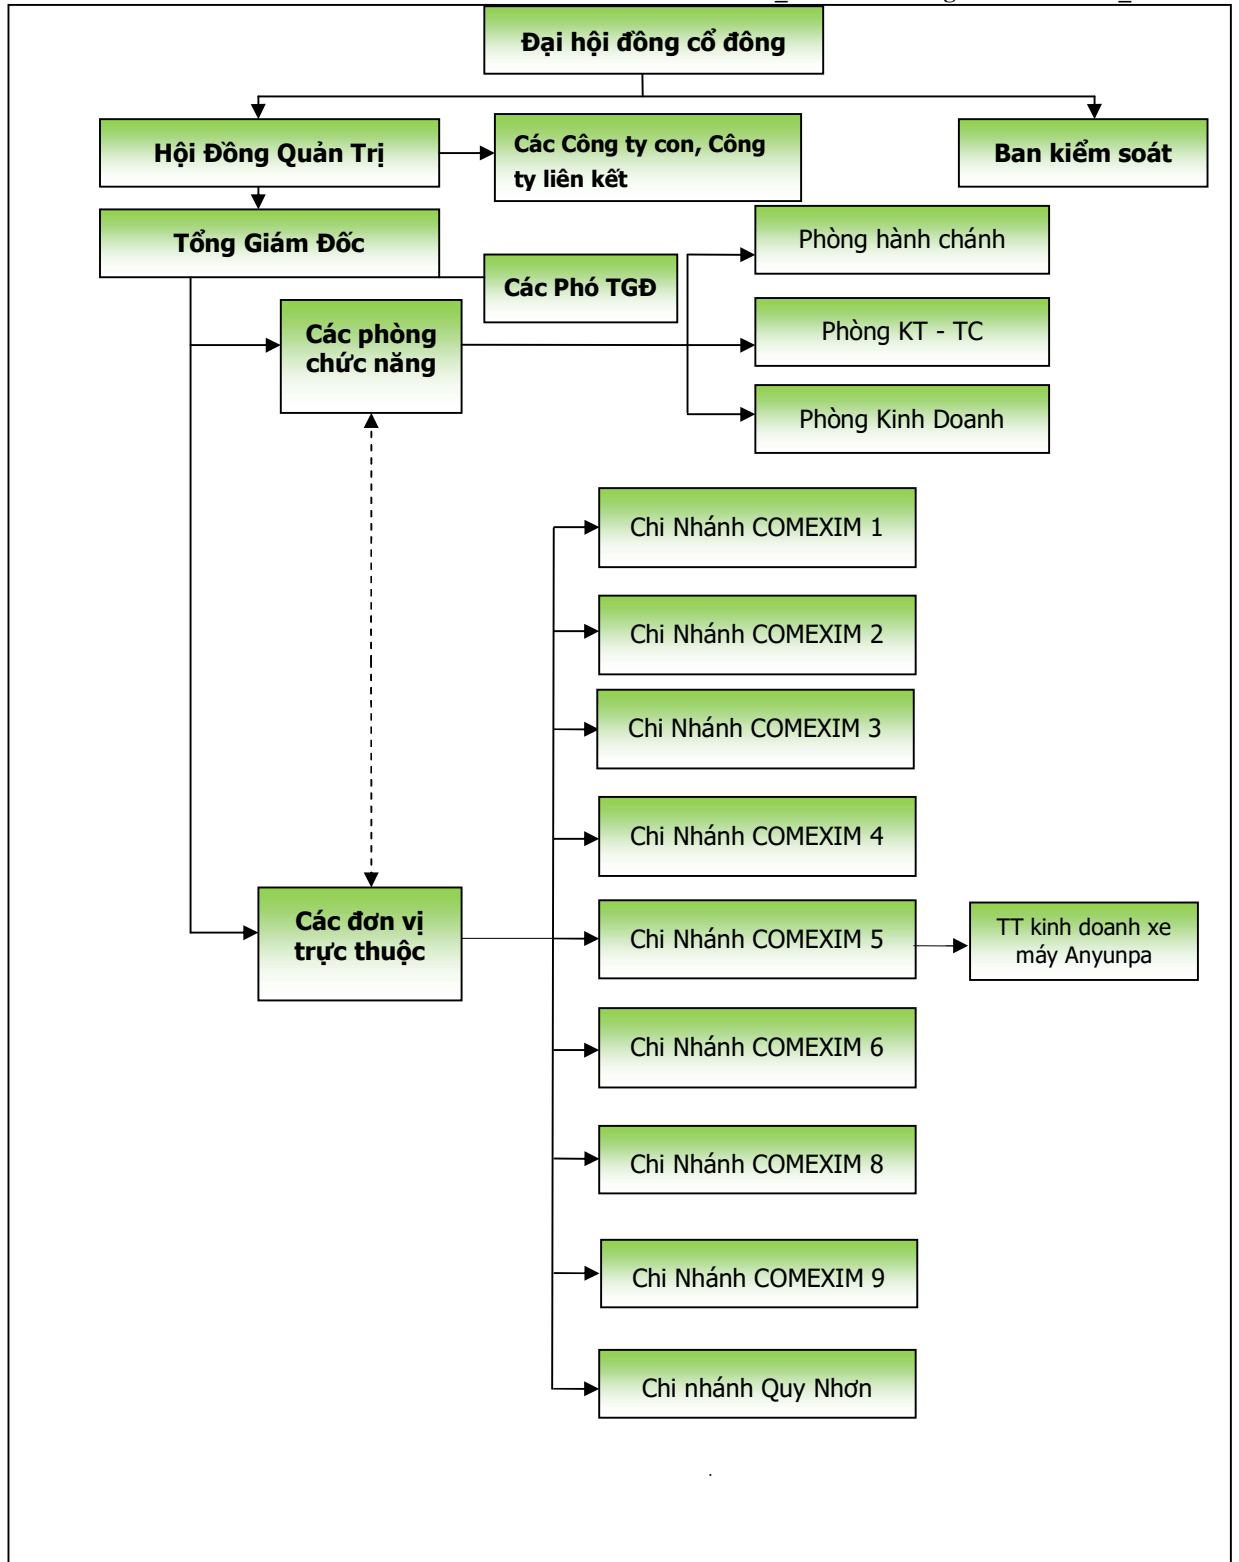 Đại hội đồng cổ đông
Hội Đồng Quản Trị
Các Công ty con, Công
ty liên kết
Ban kiểm soát
Tổng Giám Đốc
Các Phó TGĐ
Phòng hành chánh
Các phòng
chức năng
Phòng KT - TC
Phòng Kinh Doanh
Chi Nhánh COMEXIM 1
Chi Nhánh COMEXIM 2
Chi Nhánh COMEXIM 3
Chi Nhánh COMEXIM 4
Các đơn vị
trực thuộc
Chi Nhánh COMEXIM 5
TT kinh doanh xe
máy Anyunpa
Chi Nhánh COMEXIM 6
Chi Nhánh COMEXIM 8
Chi Nhánh COMEXIM 9
Chi nhánh Quy Nhơn